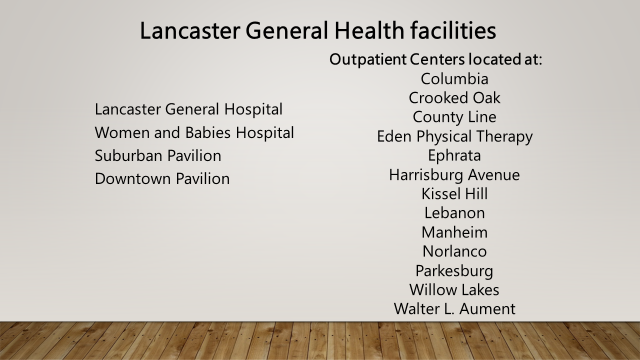 Lancaster General Health facilities
Lancaster General Hospital
Women and Babies Hospital
Suburban Pavilion
Downtown Pavilion
Outpatient Centers located at:
Columbia
Crooked Oak
County Line
Eden Physical Therapy
Ephrata
Harrisburg Avenue
Kissel Hill
Lebanon
Manheim
Norlanco
Parkesburg
Willow Lakes
Walter L. Aument